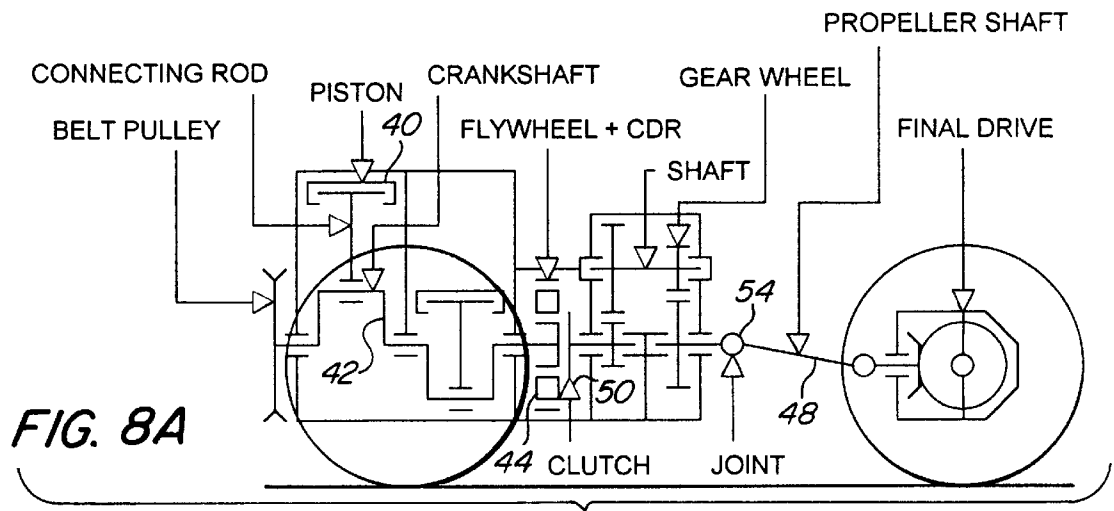 PROPELLER SHAFT
CONNECTING ROD
CRANKSHAFT
GEAR WHEEL
PISTON
40
BELT PULLEY
FLYWHEEL + CDR
FINAL DRIVE
SHAFT
54
42
50
48
FIG. 8A
44
CLUTCH
JOINT